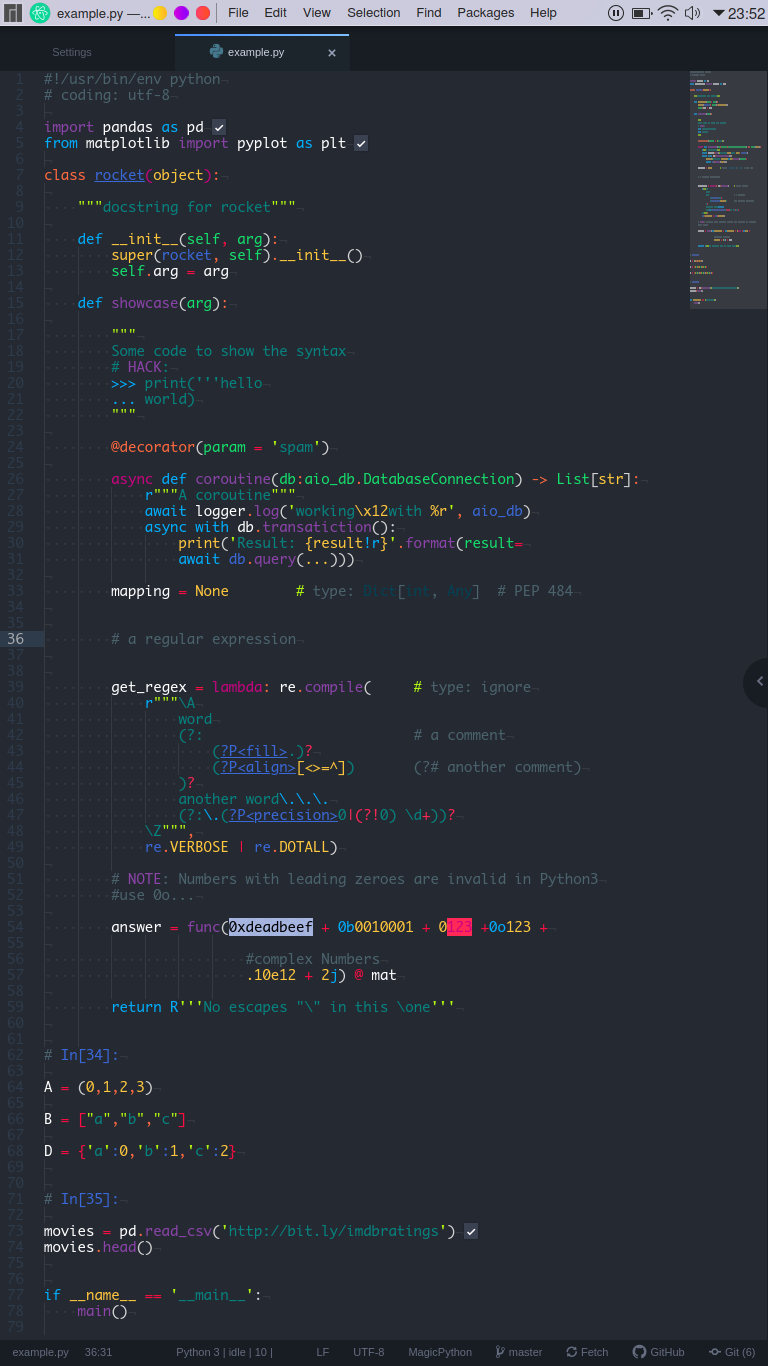 example.py —... File Edit View Selection Find Packages Help 23:52
Settings example.py ×
1 #!/usr/bin/env python
2 # coding: utf-8
3
4 import pandas as pd
5 from matplotlib import pyplot as plt
6
7 class rocket(object):
8
9 """docstring for rocket"""
10
11 def __init__(self, arg):
12 super(rocket, self).__init__()
13 self.arg = arg
14
15 def showcase(arg):
16
17 """
18 Some code to show the syntax
19 # HACK:
20 >>> print('''hello
21 ... world)
22 """
23
24 @decorator(param = 'spam')
25
26 async def coroutine(db:aio_db.DatabaseConnection) -> List[str]:
27 r"""A coroutine"""
28 await logger.log('working\x12with %r', aio_db)
29 async with db.transatiction():
30 print('Result: {result!r}'.format(result=
31 await db.query(...)))
32
33 mapping = None # type: Dict[int, Any] # PEP 484
34
35
36 # a regular expression
37
38
39 get_regex = lambda: re.compile( # type: ignore
40 r"""\A
41 word
42 (?: # a comment
43 (?P<fill>.)?
44 (?P<align>[<>=^]) (?# another comment)
45 )?
46 another word\.\.\.
47 (?:\.(?P<precision>0|(?!0) \d+))?
48 \Z""",
49 re.VERBOSE | re.DOTALL)
50
51 # NOTE: Numbers with leading zeroes are invalid in Python3
52 #use 0o...
53
54 answer = func(0xdeadbeef + 0b0010001 + 0123 +0o123 +
55
56 #complex Numbers
57 .10e12 + 2j) @ mat
58
59 return R'''No escapes "\" in this \one'''
60
61
62 # In[34]:
63
64 A = (0,1,2,3)
65
66 B = ["a","b","c"]
67
68 D = {'a':0,'b':1,'c':2}
69
70
71 # In[35]:
72
73 movies = pd.read_csv('http://bit.ly/imdbratings')
74 movies.head()
75
76
77 if __name__ == '__main__':
78 main()
79
example.py 36:31 Python 3 | idle | 10 | LF UTF-8 MagicPython master Fetch GitHub Git (6)